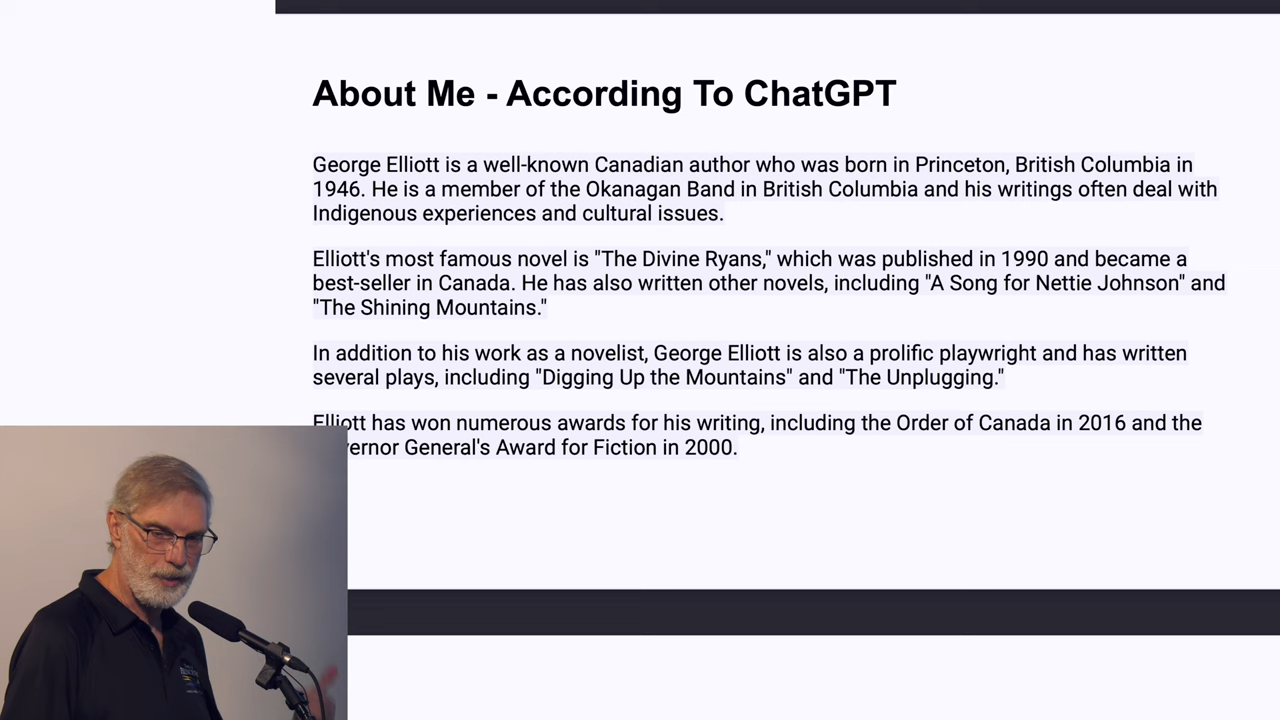 About Me - According To ChatGPT
George Elliott is a well-known Canadian author who was born in Princeton, British Columbia in
1946. He is a member of the Okanagan Band in British Columbia and his writings often deal with
Indigenous experiences and cultural issues.
Elliott's most famous novel is "The Divine Ryans," which was published in 1990 and became a
best-seller in Canada. He has also written other novels, including "A Song for Nettie Johnson" and
"The Shining Mountains."
In addition to his work as a novelist, George Elliott is also a prolific playwright and has written
several plays, including "Digging Up the Mountains" and "The Unplugging."
Elliott has won numerous awards for his writing, including the Order of Canada in 2016 and the
vernor General's Award for Fiction in 2000.